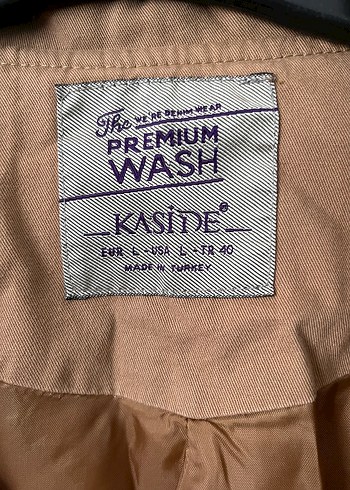 The WE'RE DENIM WEAR
PREMIUM
WASH
KASİDE®
EUR L - USA L - TR 40
MADE IN TURKEY